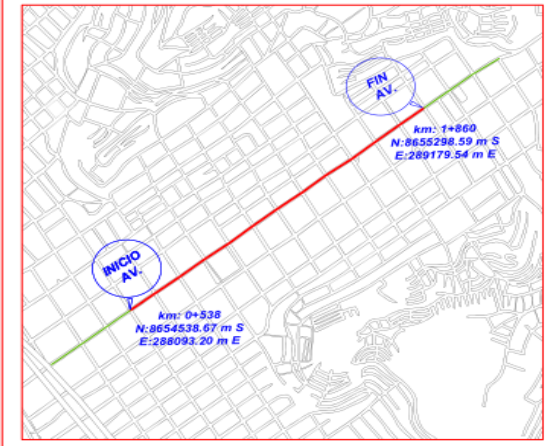 FIN
AV.
km: 1+860
N:8655298.59 m S
E:289179.54 m E
INICIO
AV.
km: 0+538
N:8654538.67 m S
E:288093.20 m E